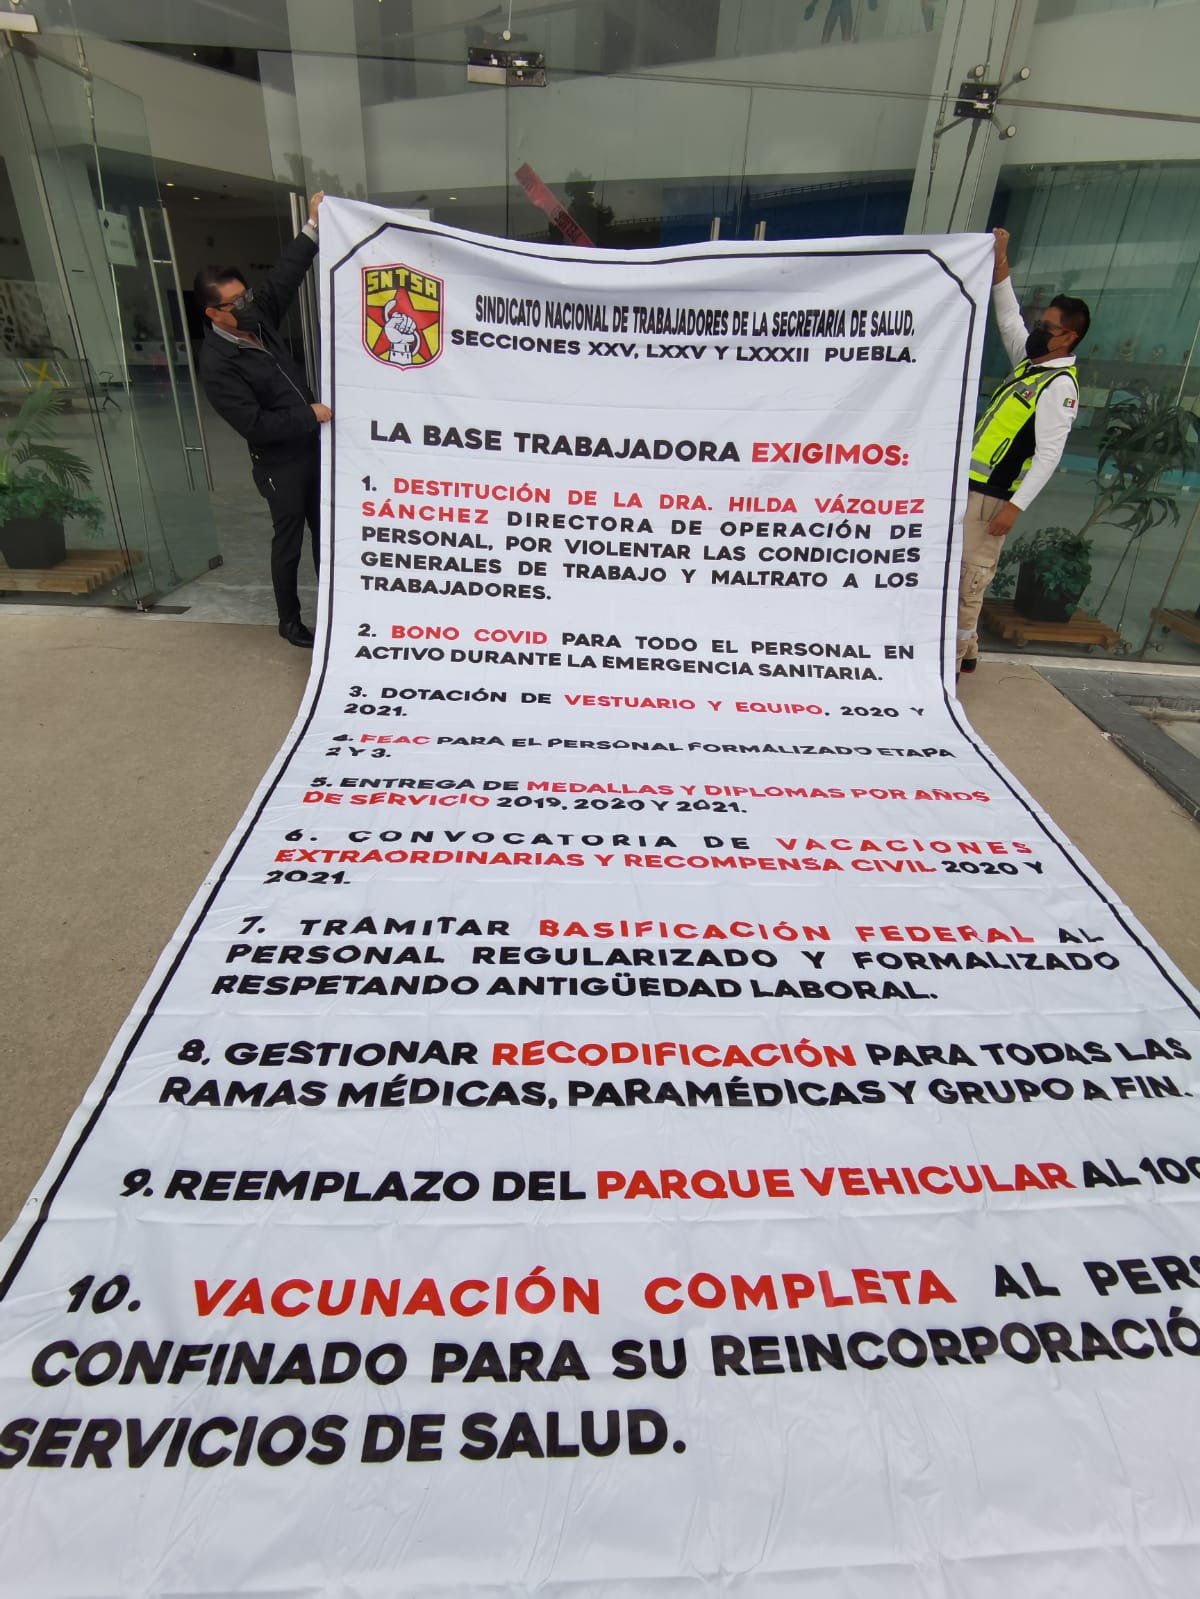 SNTSA
SINDICATO NACIONAL DE TRABAJADORES DE LA SECRETARIA DE SALUD.
SECCIONES XXV, LXXV Y LXXXII PUEBLA.
LA BASE TRABAJADORA EXIGIMOS:
1. DESTITUCIÓN DE LA DRA. HILDA VÁZQUEZ
SÁNCHEZ DIRECTORA DE OPERACIÓN DE
PERSONAL, POR VIOLENTAR LAS CONDICIONES
GENERALES DE TRABAJO Y MALTRATO A LOS
TRABAJADORES.
2. BONO COVID PARA TODO EL PERSONAL EN
ACTIVO DURANTE LA EMERGENCIA SANITARIA.
3. DOTACIÓN DE VESTUARIO Y EQUIPO, 2020 Y
2021.
4. FEAC PARA EL PERSONAL FORMALIZADO ETAPA
2 Y 3.
5. ENTREGA DE MEDALLAS Y DIPLOMAS POR AÑOS
DE SERVICIO 2019, 2020 Y 2021.
6. CONVOCATORIA DE VACACIONES
EXTRAORDINARIAS Y RECOMPENSA CIVIL 2020 Y
2021.
7. TRAMITAR BASIFICACIÓN FEDERAL AL
PERSONAL REGULARIZADO Y FORMALIZADO
RESPETANDO ANTIGÜEDAD LABORAL.
8. GESTIONAR RECODIFICACIÓN PARA TODAS LAS
RAMAS MÉDICAS, PARAMÉDICAS Y GRUPO A FIN.
9. REEMPLAZO DEL PARQUE VEHICULAR AL 100
10. VACUNACIÓN COMPLETA AL PERS
CONFINADO PARA SU REINCORPORACIÓ
SERVICIOS DE SALUD.